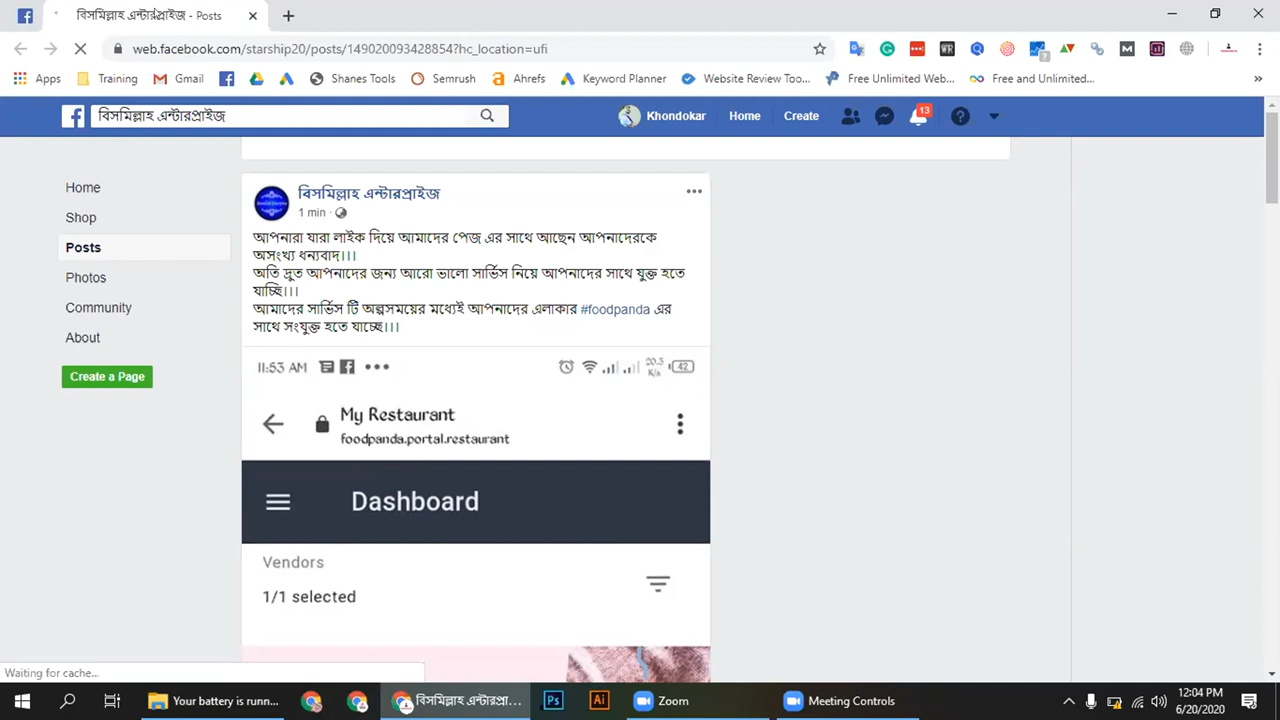 বিসমিল্লাহ এন্টারপ্রাইজ - Posts
web.facebook.com/starship20/posts/149020093428854?hc_location=ufi
Apps Training Gmail Shanes Tools Semrush Ahrefs Keyword Planner Website Review Too... Free Unlimited Web... Free and Unlimited... »
বিসমিল্লাহ এন্টারপ্রাইজ Khondokar Home Create 13
Home
Shop
Posts
Photos
Community
About
Create a Page
বিসমিল্লাহ এন্টারপ্রাইজ
1 min
আপনারা যারা লাইক দিয়ে আমাদের পেজ এর সাথে আছেন আপনাদেরকে
অসংখ্য ধন্যবাদ।।।
অতি দ্রুত আপনাদের জন্য আরো ভালো সার্ভিস নিয়ে আপনাদের সাথে যুক্ত হতে
যাচ্ছি।।।
আমাদের সার্ভিস টি অল্পসময়ের মধ্যেই আপনাদের এলাকার #foodpanda এর
সাথে সংযুক্ত হতে যাচ্ছে।।।
11:53 AM 20.3 K/s 42
My Restaurant
foodpanda.portal.restaurant
Dashboard
Vendors
1/1 selected
Waiting for cache...
Your battery is runn... বিসমিল্লাহ এন্টারপ্রা... Ps Ai Zoom Meeting Controls
12:04 PM
6/20/2020